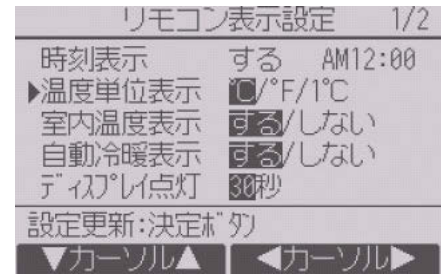 リモコン表示設定 1/2
時刻表示 する AM12:00
▶温度単位表示 ℃/°F/1℃
室内温度表示 する/しない
自動冷暖表示 する/しない
ディスプレイ点灯 30秒
設定更新:決定ボタン
▼カーソル▲ ◀カーソル▶